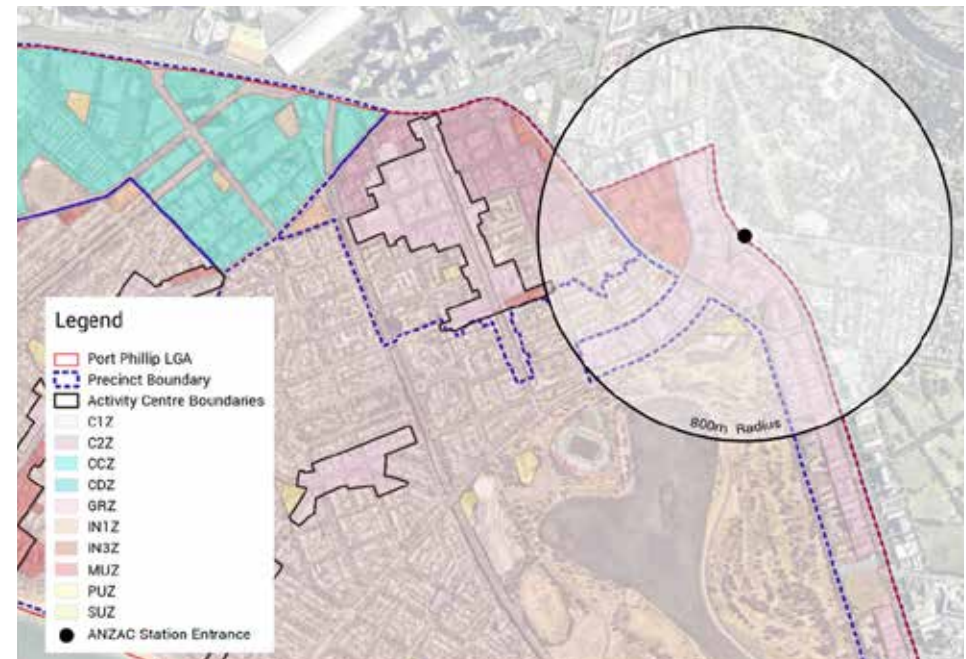 800m Radius
Legend
Port Phillip LGA
Precinct Boundary
Activity Centre Boundaries
C1Z
C2Z
CCZ
CDZ
GRZ
IN1Z
IN3Z
MUZ
PUZ
SUZ
ANZAC Station Entrance